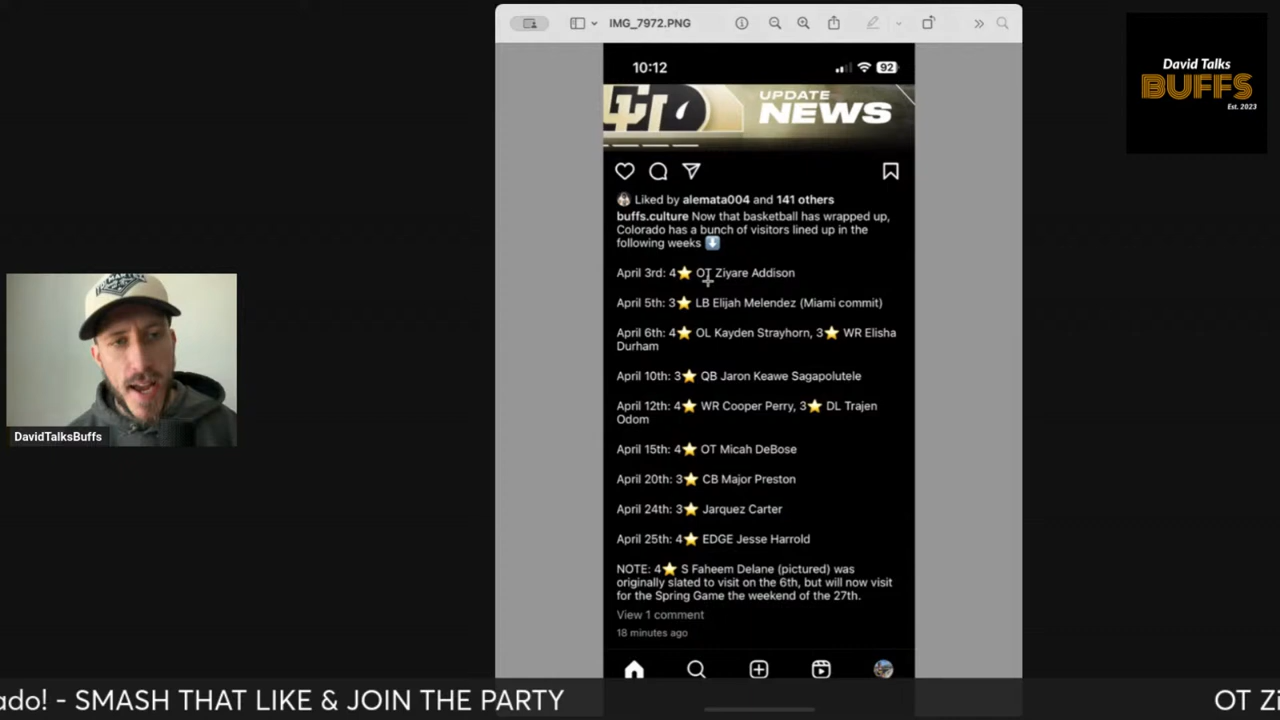 IMG_7972.PNG
David Talks
BUFFS
Est. 2023
10:12
92
UPDATE
NEWS
Liked by alemata004 and 141 others
buffs.culture Now that basketball has wrapped up,
Colorado has a bunch of visitors lined up in the
following weeks ⬇️
April 3rd: 4⭐ OT Ziyare Addison
April 5th: 3⭐ LB Elijah Melendez (Miami commit)
April 6th: 4⭐ OL Kayden Strayhorn, 3⭐ WR Elisha
Durham
April 10th: 3⭐ QB Jaron Keawe Sagapolutele
April 12th: 4⭐ WR Cooper Perry, 3⭐ DL Trajen
Odom
April 15th: 4⭐ OT Micah DeBose
April 20th: 3⭐ CB Major Preston
April 24th: 3⭐ Jarquez Carter
April 25th: 4⭐ EDGE Jesse Harrold
NOTE: 4⭐ S Faheem Delane (pictured) was
originally slated to visit on the 6th, but will now visit
for the Spring Game the weekend of the 27th.
View 1 comment
18 minutes ago
DavidTalksBuffs
ado! - SMASH THAT LIKE & JOIN THE PARTY
OT Zi